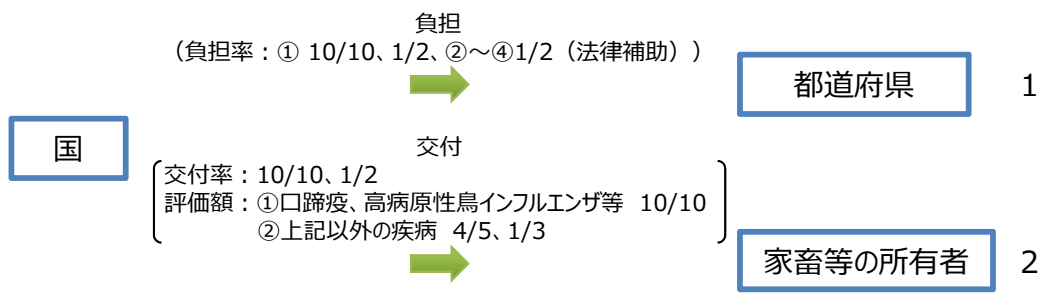 負担
（負担率：① 10/10、1/2、②～④1/2（法律補助））
都道府県 1
国
交付
交付率：10/10、1/2
評価額：①口蹄疫、高病原性鳥インフルエンザ等 10/10
②上記以外の疾病 4/5、1/3
家畜等の所有者 2